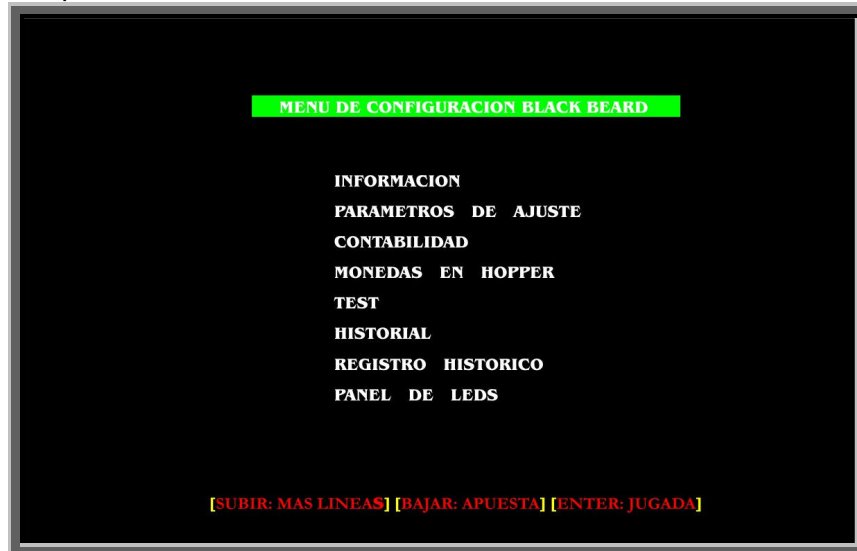 MENU DE CONFIGURACION BLACK BEARD
INFORMACION
PARAMETROS DE AJUSTE
CONTABILIDAD
MONEDAS EN HOPPER
TEST
HISTORIAL
REGISTRO HISTORICO
PANEL DE LEDS
[SUBIR: MAS LINEAS] [BAJAR: APUESTA] [ENTER: JUGADA]